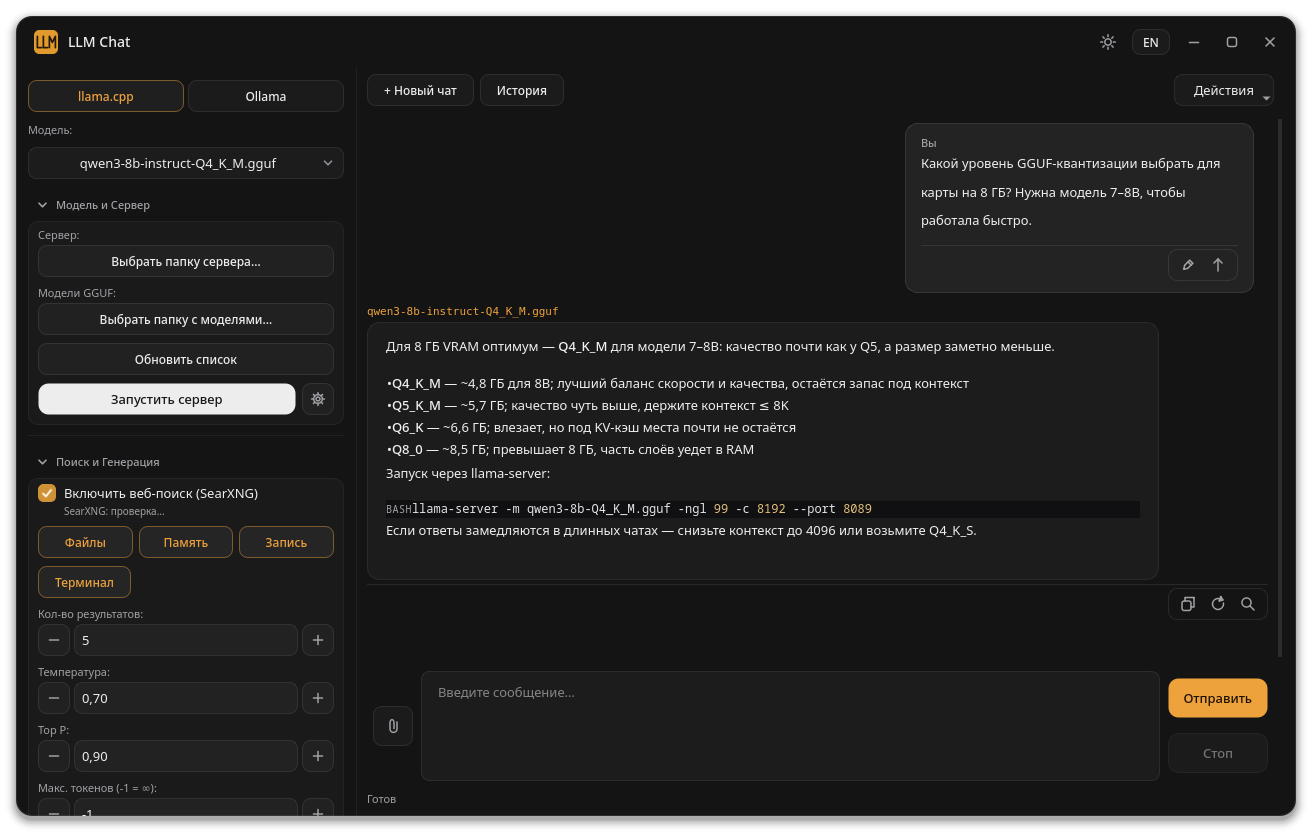 LLM LLM Chat
EN
llama.cpp
Ollama
Модель:
qwen3-8b-instruct-Q4_K_M.gguf
Модель и Сервер
Сервер:
Выбрать папку сервера...
Модели GGUF:
Выбрать папку с моделями...
Обновить список
Запустить сервер
Поиск и Генерация
Включить веб-поиск (SearXNG)
SearXNG: проверка...
Файлы
Память
Запись
Терминал
Кол-во результатов:
5
Температура:
0,70
Top P:
0,90
Макс. токенов (-1 = ∞):
-1
+ Новый чат
История
Действия
Вы
Какой уровень GGUF-квантизации выбрать для
карты на 8 ГБ? Нужна модель 7–8B, чтобы
работала быстро.
qwen3-8b-instruct-Q4_K_M.gguf
Для 8 ГБ VRAM оптимум — Q4_K_M для модели 7–8B: качество почти как у Q5, а размер заметно меньше.
•Q4_K_M — ~4,8 ГБ для 8B; лучший баланс скорости и качества, остаётся запас под контекст
•Q5_K_M — ~5,7 ГБ; качество чуть выше, держите контекст ≤ 8K
•Q6_K — ~6,6 ГБ; влезает, но под KV-кэш места почти не остаётся
•Q8_0 — ~8,5 ГБ; превышает 8 ГБ, часть слоёв уедет в RAM
Запуск через llama-server:
BASHllama-server -m qwen3-8b-Q4_K_M.gguf -ngl 99 -c 8192 --port 8089
Если ответы замедляются в длинных чатах — снизьте контекст до 4096 или возьмите Q4_K_S.
Введите сообщение...
Отправить
Стоп
Готов